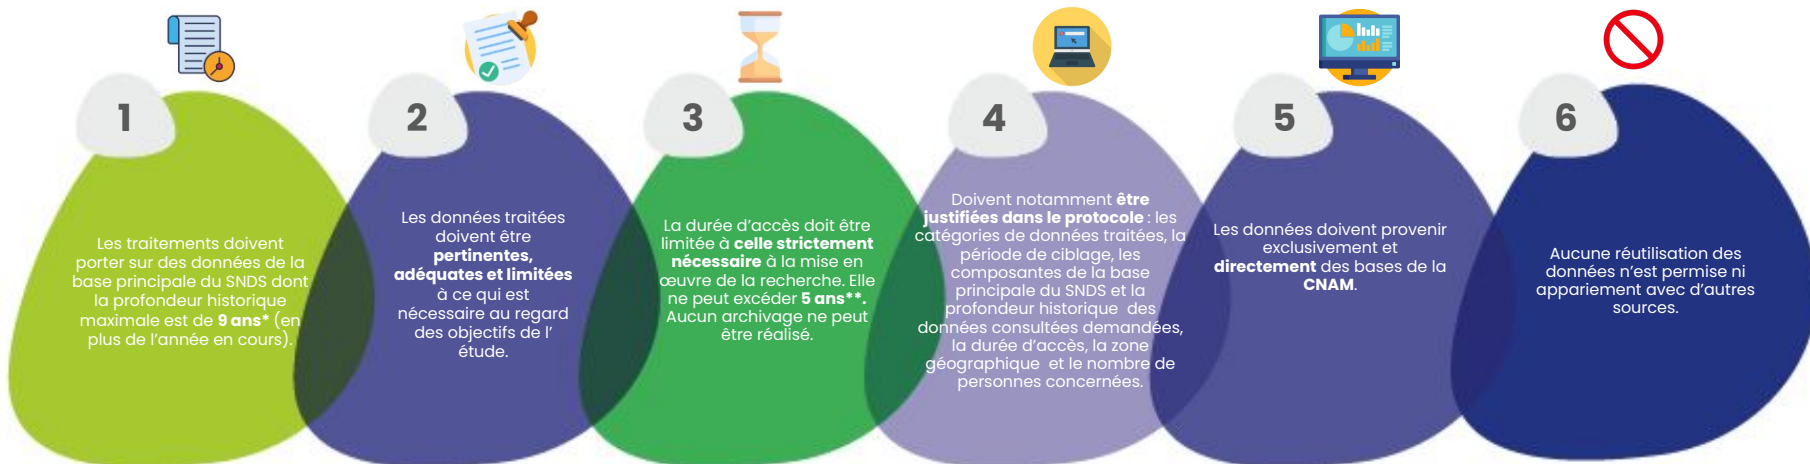 1
Les traitements doivent
porter sur des données de la
base principale du SNDS dont
la profondeur historique
maximale est de 9 ans* (en
plus de l'année en cours).
2
Les données traitées
doivent être
pertinentes,
adéquates et limitées
à ce qui est
nécessaire au regard
des objectifs de l'
étude.
3
La durée d'accès doit être
limitée à celle strictement
nécessaire à la mise en
œuvre de la recherche. Elle
ne peut excéder 5 ans**.
Aucun archivage ne peut
être réalisé.
4
Doivent notamment être
justifiées dans le protocole : les
catégories de données traitées, la
période de ciblage, les
composantes de la base
principale du SNDS et la
profondeur historique des
données consultées demandées,
la durée d'accès, la zone
géographique et le nombre de
personnes concernées.
5
Les données doivent provenir
exclusivement et
directement des bases de la
CNAM.
6
Aucune réutilisation des
données n'est permise ni
appariement avec d'autres
sources.